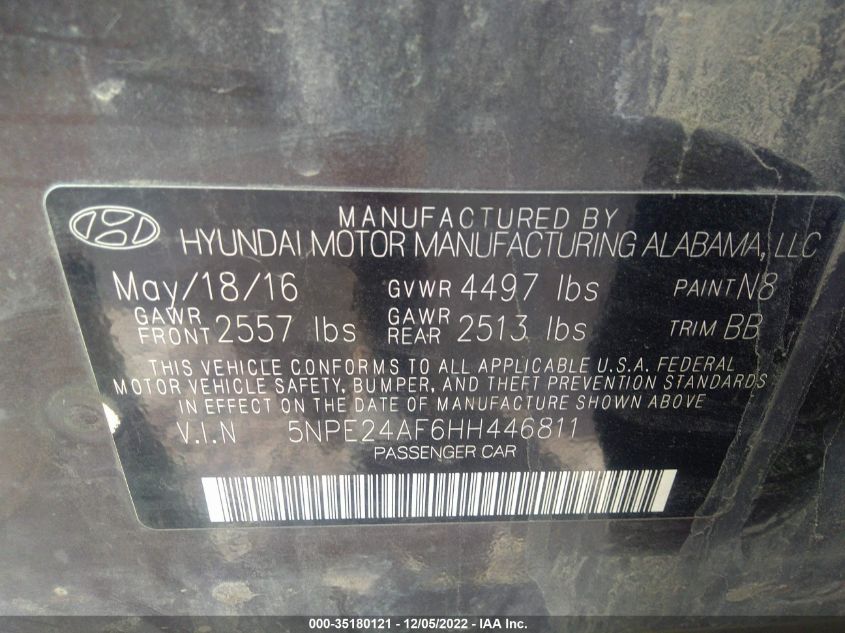 MANUFACTURED BY
HYUNDAI MOTOR MANUFACTURING ALABAMA, LLC
May/18/16 GVWR 4497 lbs PAINT N8
GAWR FRONT 2557 lbs GAWR REAR 2513 lbs TRIM BB
THIS VEHICLE CONFORMS TO ALL APPLICABLE U.S.A. FEDERAL
MOTOR VEHICLE SAFETY, BUMPER, AND THEFT PREVENTION STANDARDS
IN EFFECT ON THE DATE OF MANUFACTURE SHOWN ABOVE.
V.I.N 5NPE24AF6HH446811
PASSENGER CAR
000-35180121 - 12/05/2022 - IAA Inc.